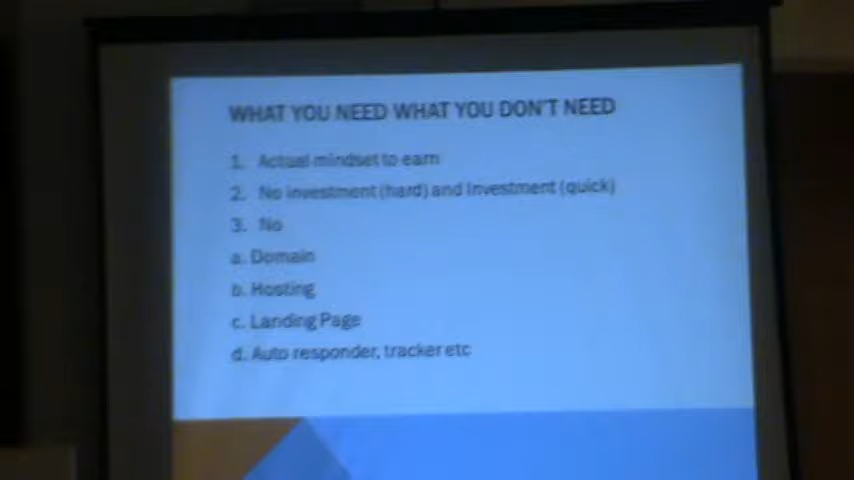 WHAT YOU NEED WHAT YOU DON'T NEED
1. Actual mindset to earn
2. No investment (hard) and Investment (quick)
3. No
a. Domain
b. Hosting
c. Landing Page
d. Auto responder, tracker etc